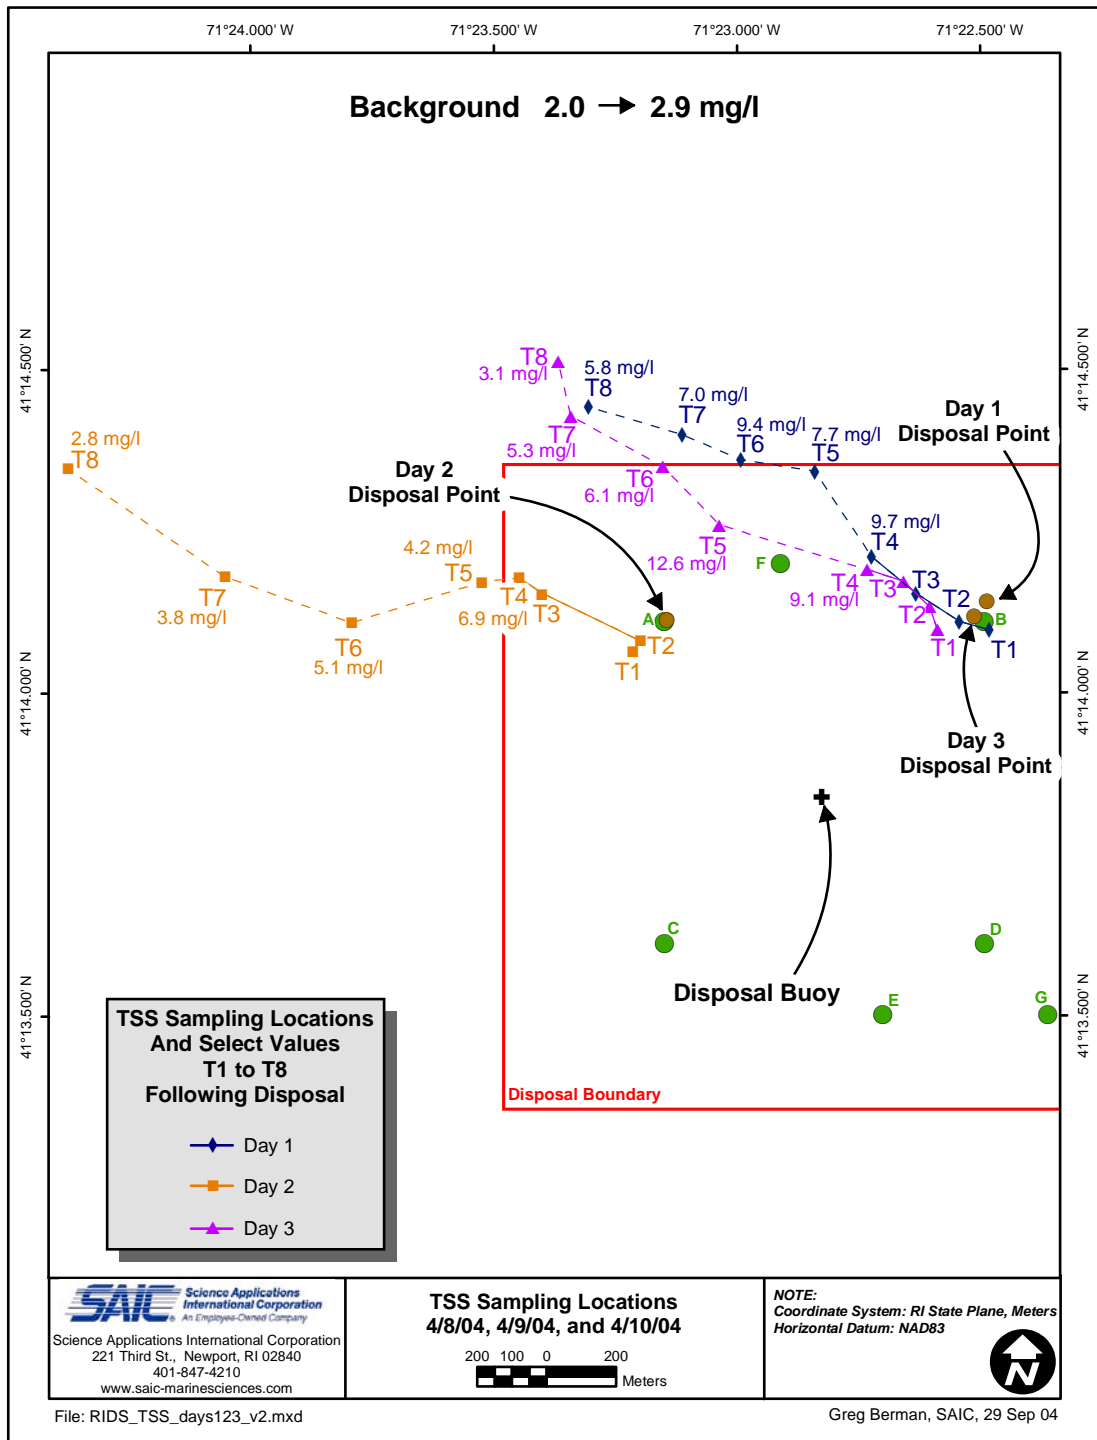 71°24.000' W
71°23.500' W
71°23.000' W
71°22.500' W
Background 2.0 → 2.9 mg/l
41°14.500' N
41°14.500' N
T8
3.1 mg/l
5.8 mg/l
T8
7.0 mg/l
T7
9.4 mg/l
T6
7.7 mg/l
T5
Day 1
Disposal Point
2.8 mg/l
T8
T7
5.3 mg/l
Day 2
Disposal Point
T6
6.1 mg/l
9.7 mg/l
T4
4.2 mg/l
T5
T5
12.6 mg/l
F
T7
3.8 mg/l
T4
T3
6.9 mg/l
T4
9.1 mg/l
T3
T3
T2
T2
T6
5.1 mg/l
A
T2
T1
B
T1
T1
41°14.000' N
41°14.000' N
Day 3
Disposal Point
C
D
Disposal Buoy
E
G
41°13.500' N
41°13.500' N
TSS Sampling Locations
And Select Values
T1 to T8
Following Disposal
Day 1
Day 2
Day 3
Disposal Boundary
SAIC
Science Applications
International Corporation
An Employee-Owned Company
Science Applications International Corporation
221 Third St., Newport, RI 02840
401-847-4210
www.saic-marinesciences.com
TSS Sampling Locations
4/8/04, 4/9/04, and 4/10/04
200 100 0 200
Meters
NOTE:
Coordinate System: RI State Plane, Meters
Horizontal Datum: NAD83
N
File: RIDS_TSS_days123_v2.mxd
Greg Berman, SAIC, 29 Sep 04